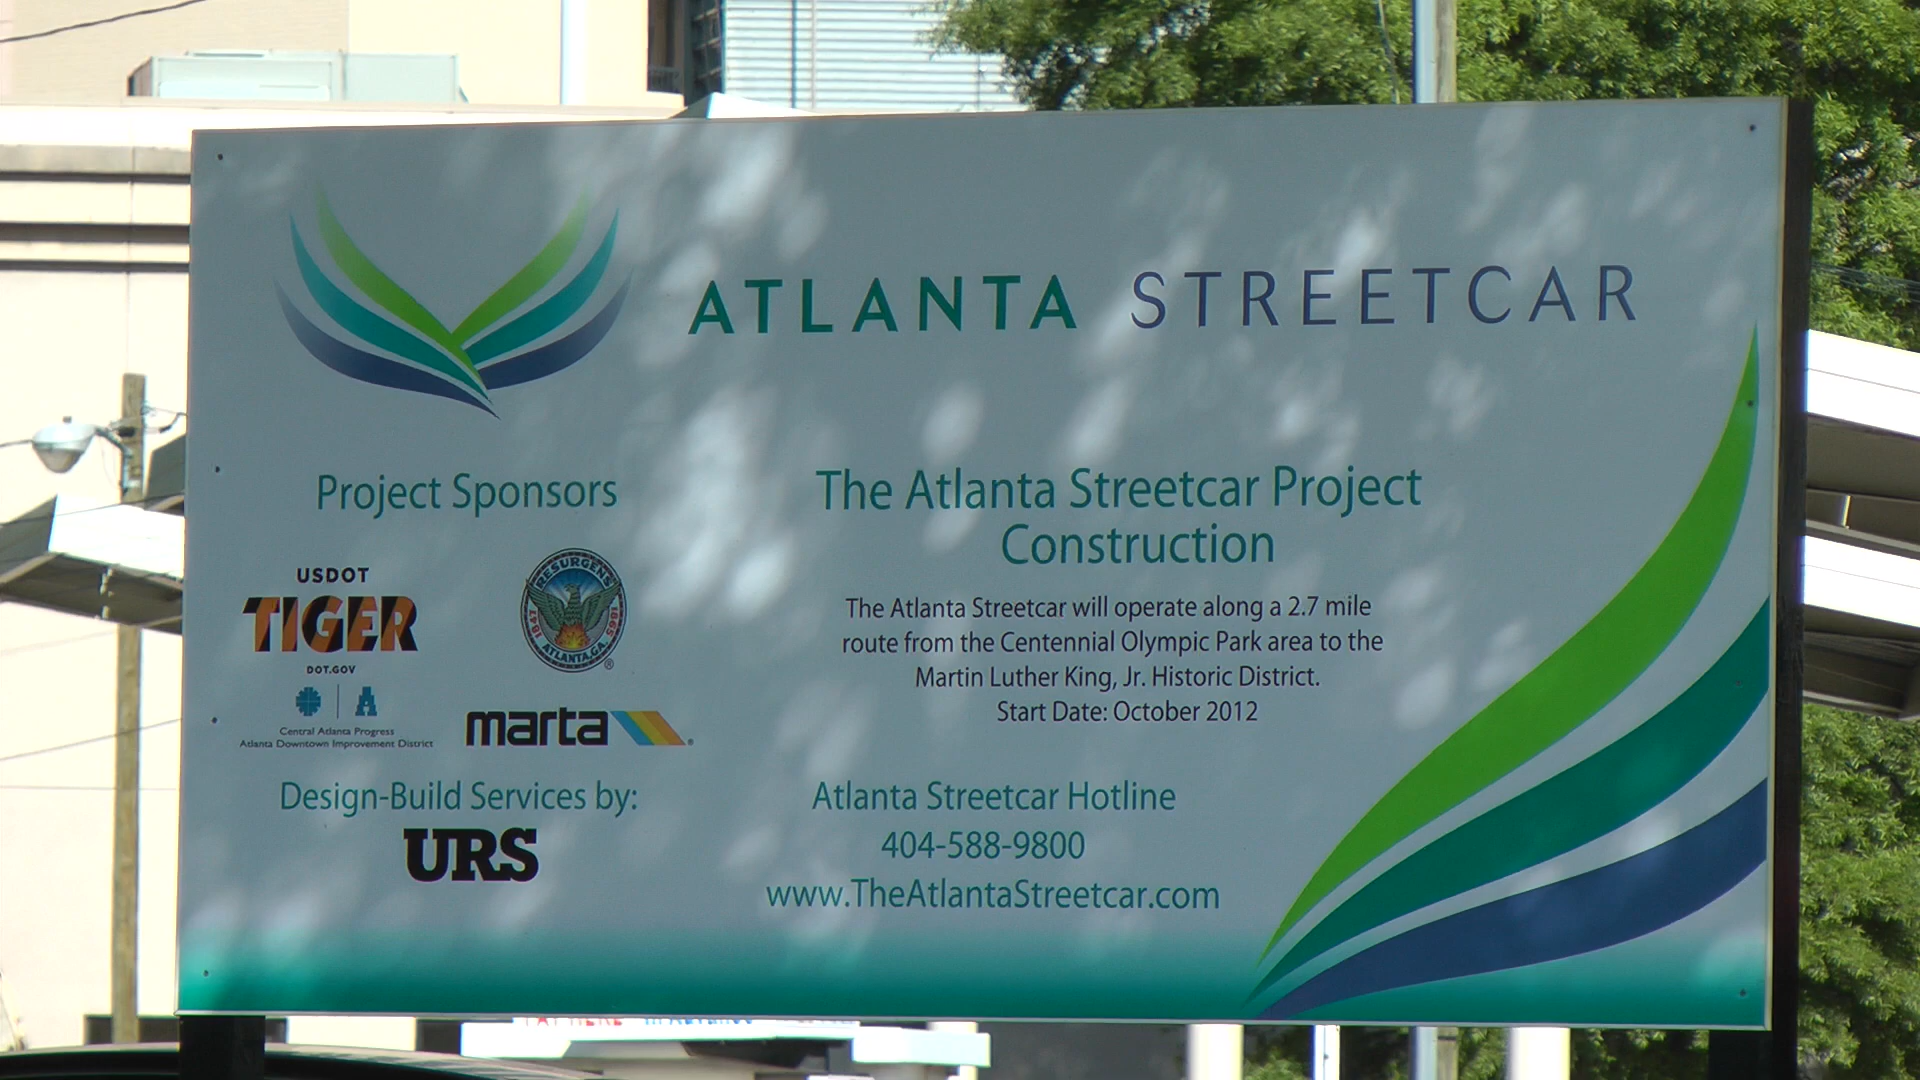 ATLANTA STREETCAR
Project Sponsors
USDOT
TIGER
DOT.GOV
RESURGENS
1847 1865
ATLANTA, GA.
®
Central Atlanta Progress
Atlanta Downtown Improvement District
marta
Design-Build Services by:
URS
The Atlanta Streetcar Project
Construction
The Atlanta Streetcar will operate along a 2.7 mile
route from the Centennial Olympic Park area to the
Martin Luther King, Jr. Historic District.
Start Date: October 2012
Atlanta Streetcar Hotline
404-588-9800
www.TheAtlantaStreetcar.com